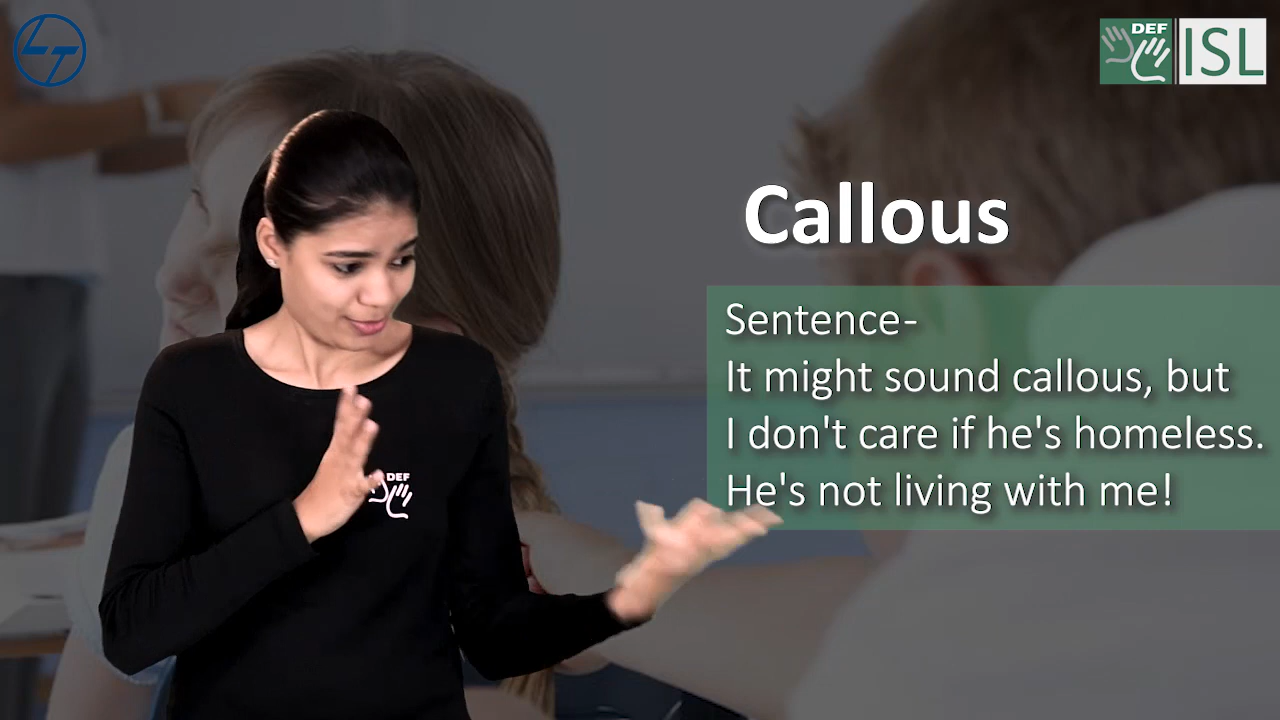 LT
DEF
ISL
Callous
Sentence-
It might sound callous, but
I don't care if he's homeless.
He's not living with me!
DEF